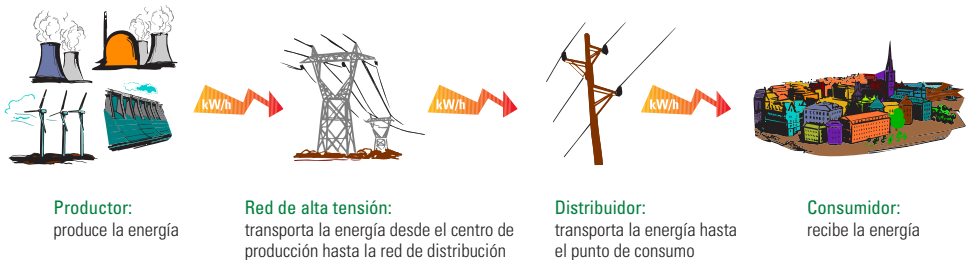 kW/h
kW/h
kW/h
Productor:
produce la energía
Red de alta tensión:
transporta la energía desde el centro de
producción hasta la red de distribución
Distribuidor:
transporta la energía hasta
el punto de consumo
Consumidor:
recibe la energía